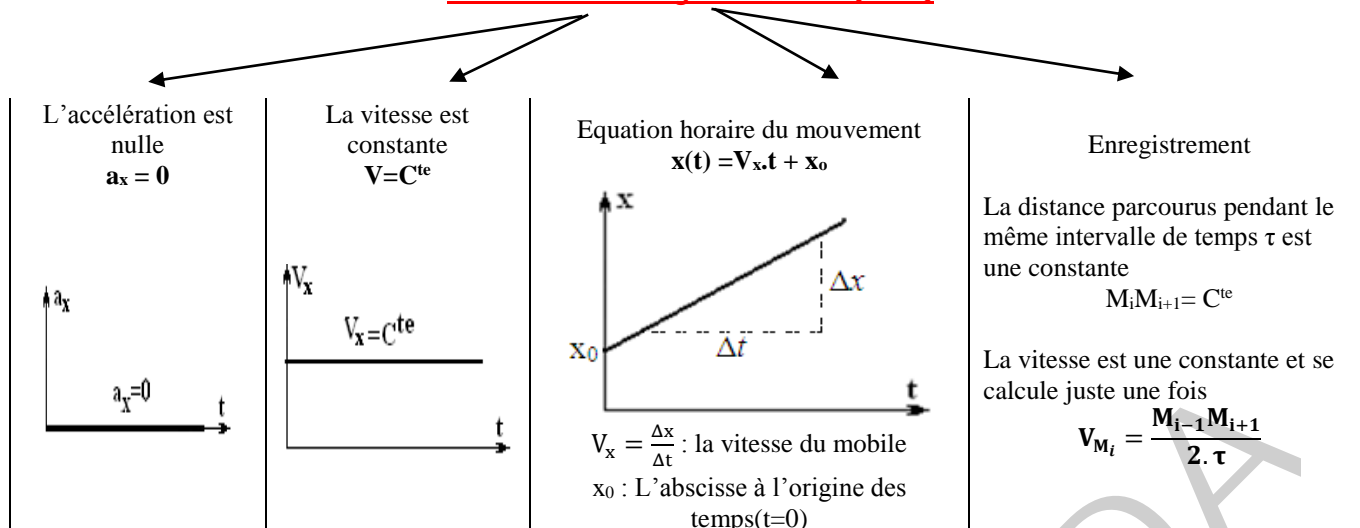 L'accélération est
nulle
aₓ = 0
aₓ
aₓ=0
t
La vitesse est
constante
V=Cᵗᵉ
Vₓ
Vₓ=Cᵗᵉ
t
Equation horaire du mouvement
x(t) =Vₓ.t + x₀
x
Δx
Δt
x₀
t
Vₓ = Δx/Δt : la vitesse du mobile
x₀ : L'abscisse à l'origine des
temps(t=0)
Enregistrement
La distance parcourus pendant le
même intervalle de temps τ est
une constante
MᵢMᵢ₊₁= Cᵗᵉ
La vitesse est une constante et se
calcule juste une fois
V_Mᵢ = Mᵢ₋₁Mᵢ₊₁ / 2. τ